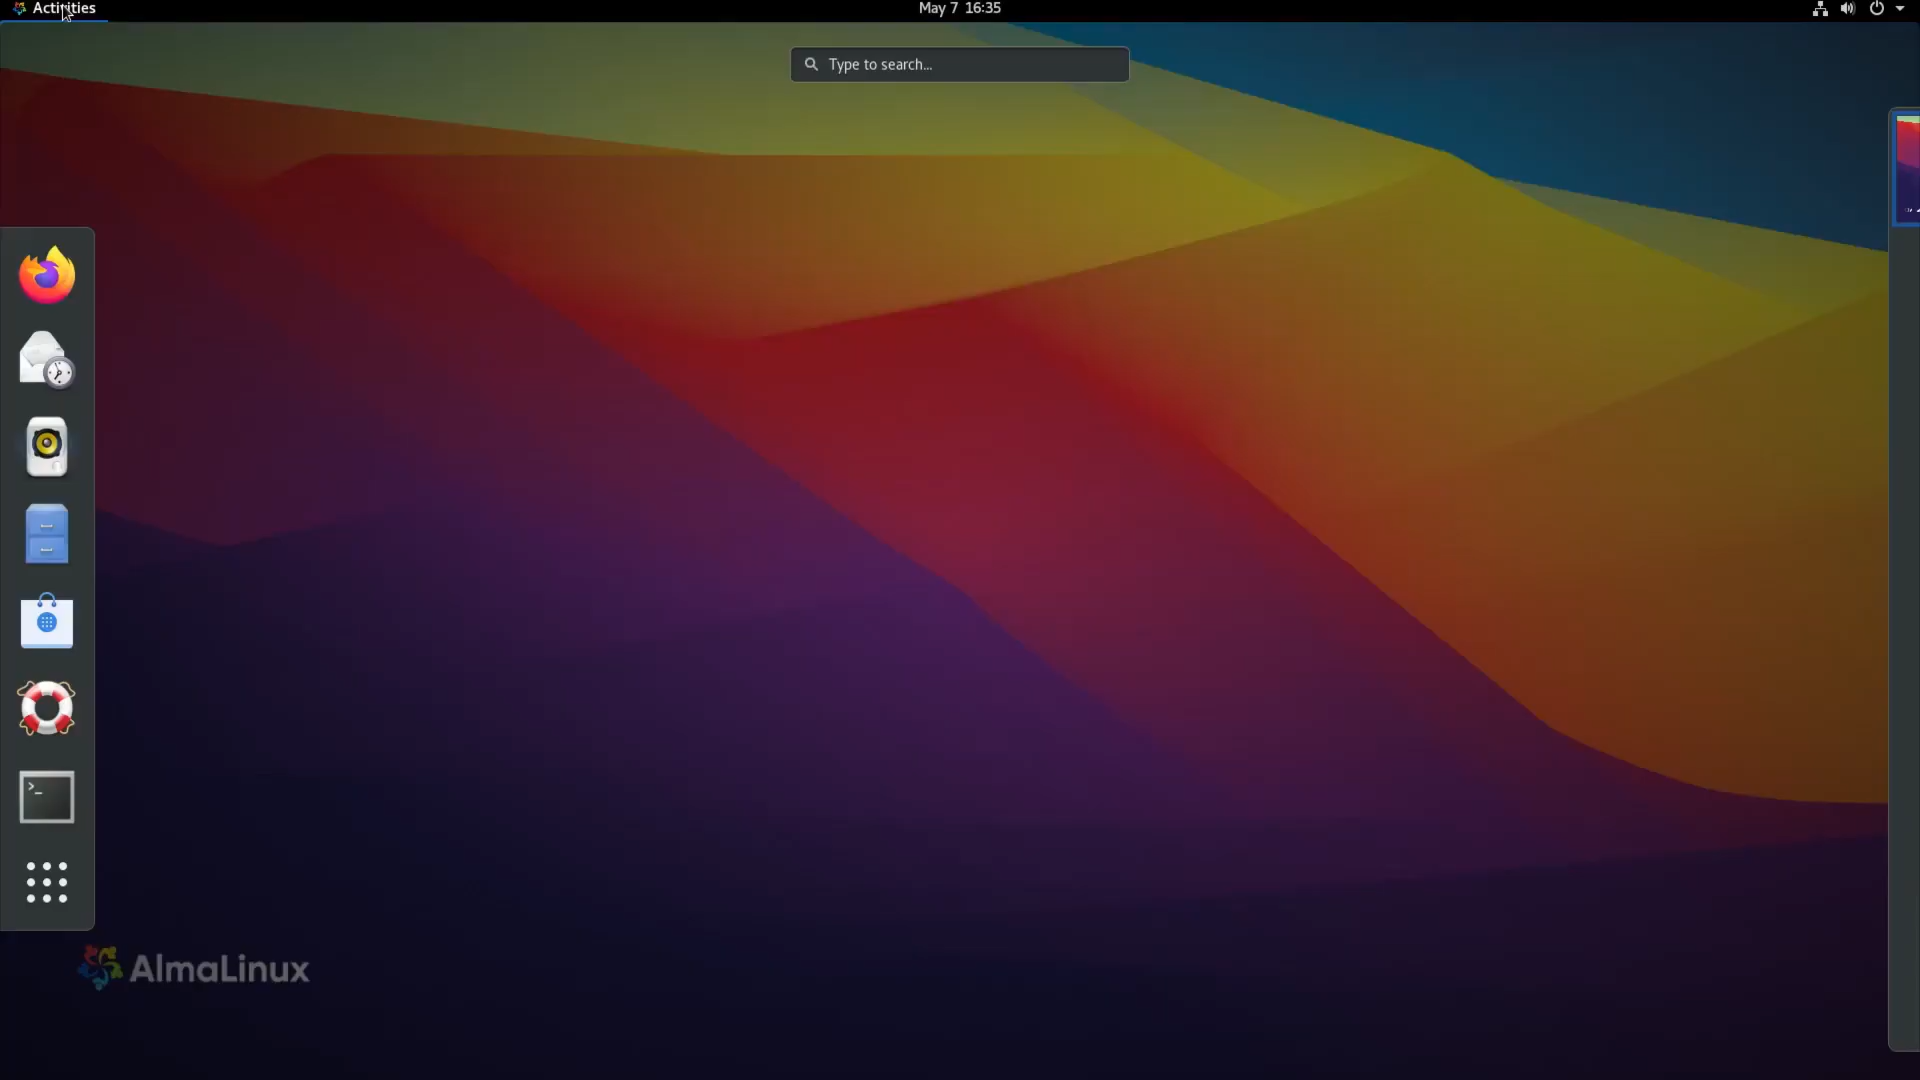 Activities
May 7 16:35
Type to search...
>_
AlmaLinux